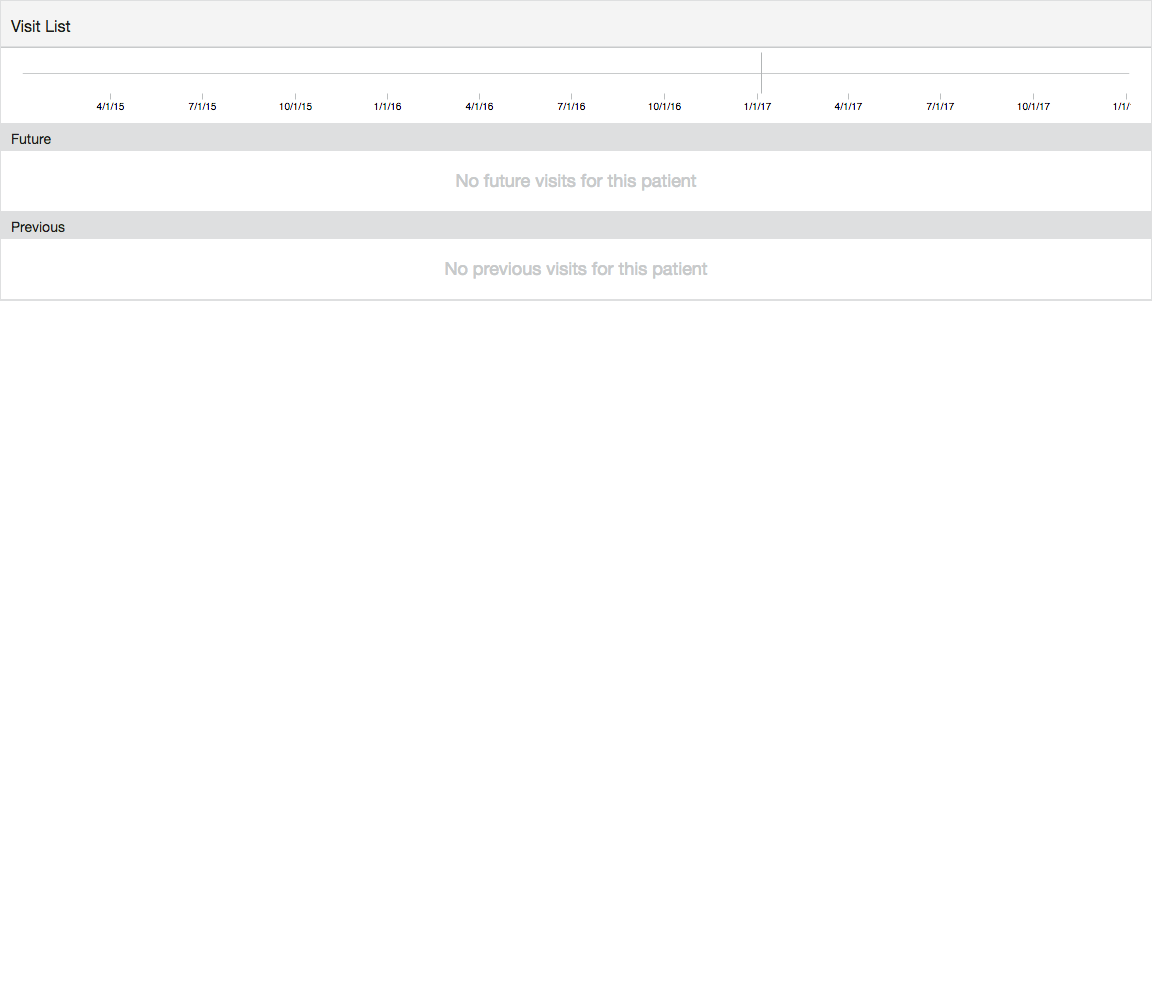 Visit List
4/1/15 7/1/15 10/1/15 1/1/16 4/1/16 7/1/16 10/1/16 1/1/17 4/1/17 7/1/17 10/1/17 1/1/
Future
No future visits for this patient
Previous
No previous visits for this patient